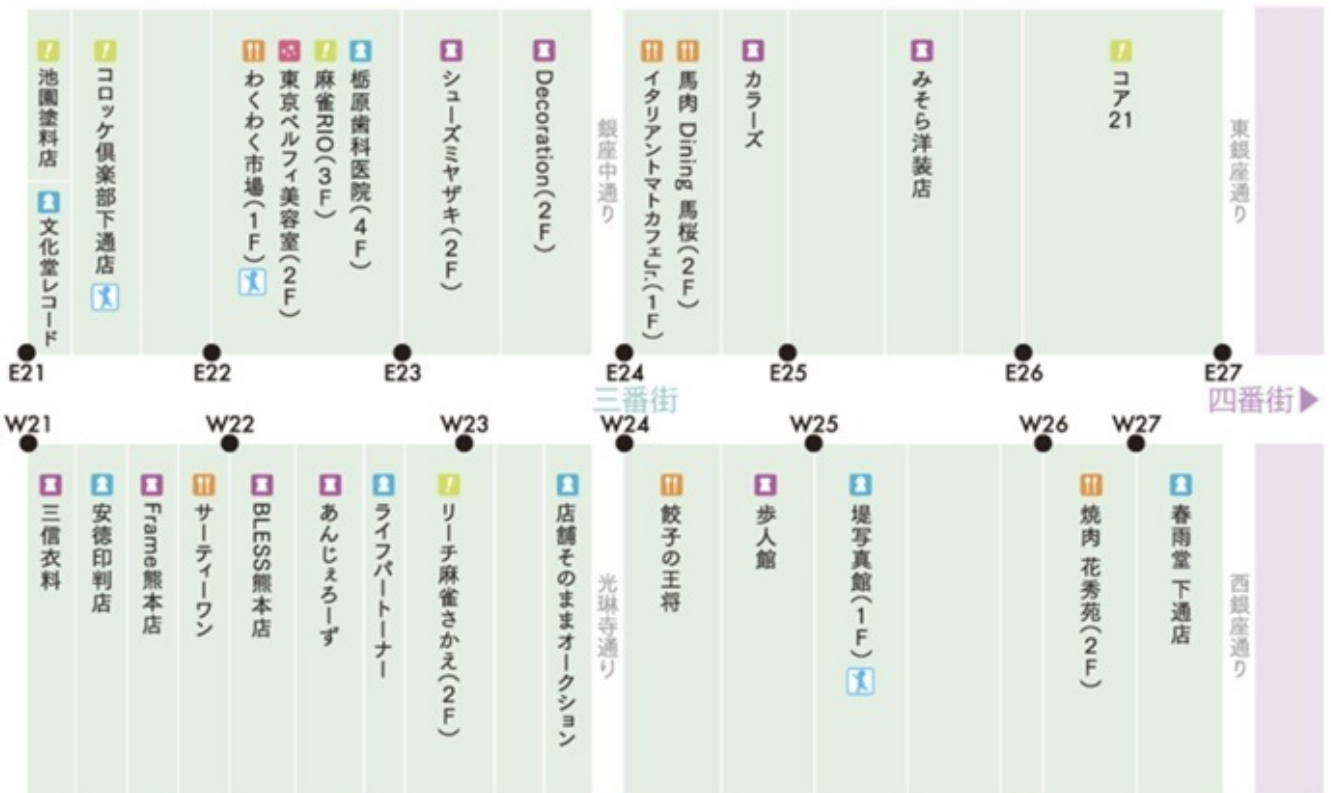 池園塗料店
文化堂レコード
コロッケ倶楽部下通店
わくわく市場(1F)
東京ベルフィ美容室(2F)
麻雀RIO(3F)
栃原歯科医院(4F)
シューズミヤザキ(2F)
Decoration(2F)
銀座中通り
イタリアントマトカフェJr.(1F)
馬肉 Dining 馬桜(2F)
カラーズ
みそら洋装店
コア21
東銀座通り
E21
E22
E23
E24
E25
E26
E27
三番街
四番街▶
W21
W22
W23
W24
W25
W26
W27
三信衣料
安徳印判店
Frame熊本店
サーティーワン
BLESS熊本店
あんじぇろーず
ライフパートーナー
リーチ麻雀さかえ(2F)
店舗そのままオークション
光琳寺通り
餃子の王将
歩人館
堤写真館(1F)
焼肉 花秀苑(2F)
春雨堂 下通店
西銀座通り